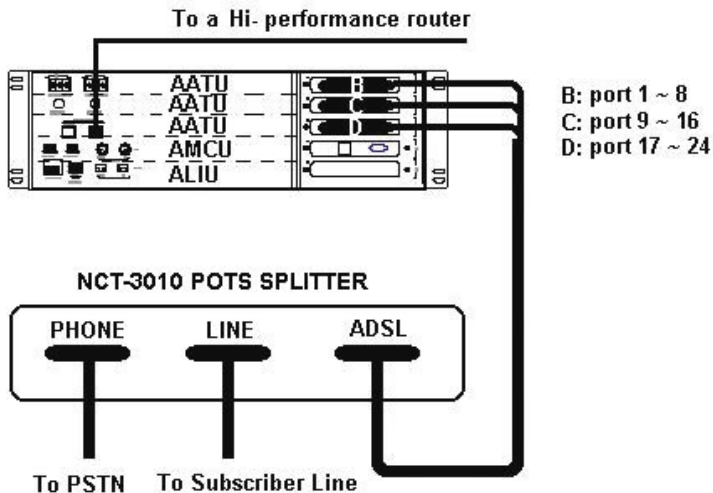 To a Hi- performance router
AATU
AATU
AATU
AMCU
ALIU
B: port 1 ~ 8
C: port 9 ~ 16
D: port 17 ~ 24
NCT-3010 POTS SPLITTER
PHONE LINE ADSL
To PSTN To Subscriber Line